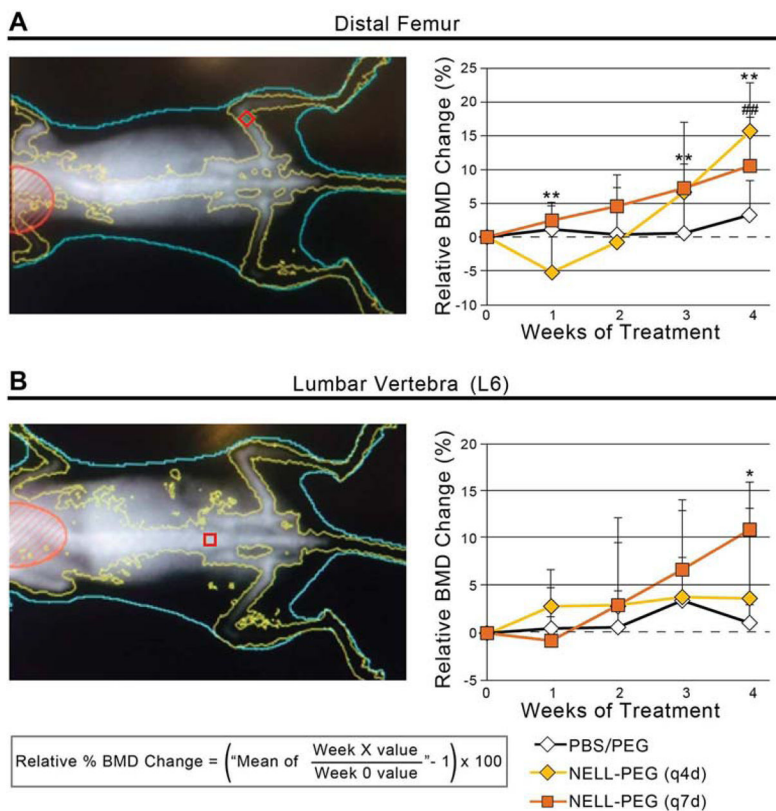 A
Distal Femur
Relative BMD Change (%)
25
20
15
10
5
0
-5
-10
**
**
**
##
0 1 2 3 4
Weeks of Treatment
B
Lumbar Vertebra (L6)
Relative BMD Change (%)
20
15
10
5
0
-5
*
0 1 2 3 4
Weeks of Treatment
Relative % BMD Change = ("Mean of Week X value / Week 0 value" - 1) x 100
PBS/PEG
NELL-PEG (q4d)
NELL-PEG (q7d)